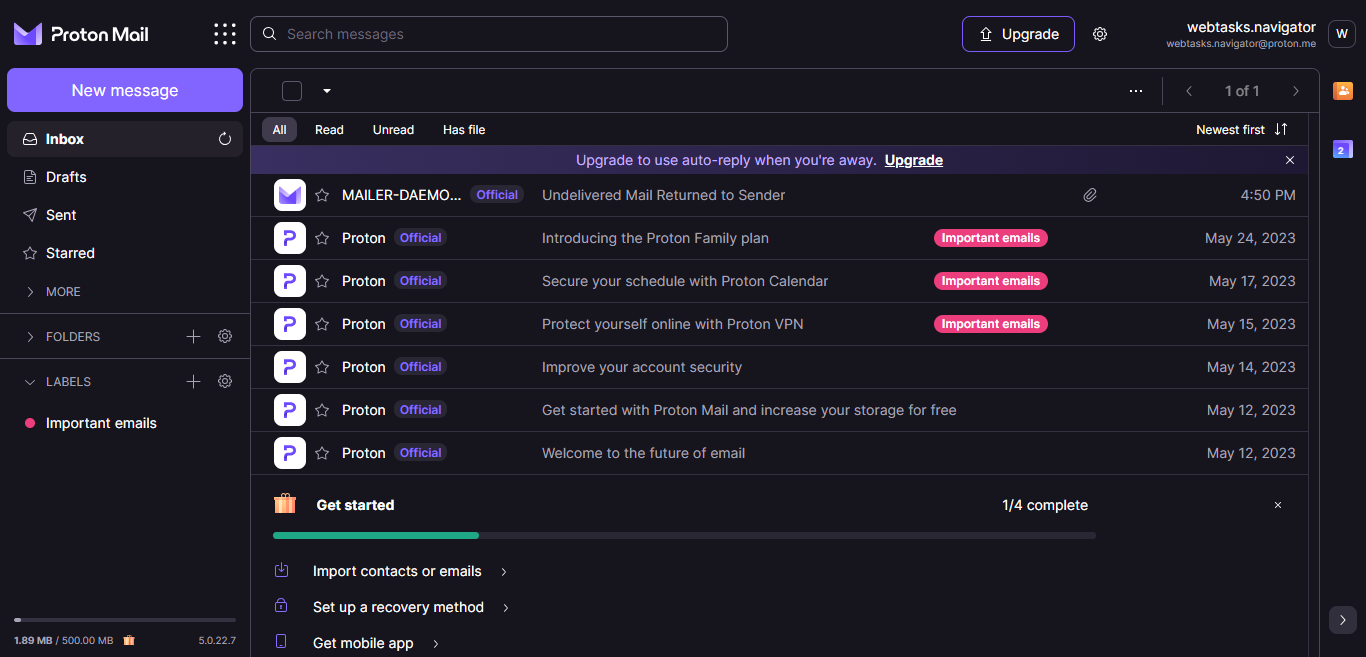 Proton Mail
Search messages
Upgrade
webtasks.navigator
webtasks.navigator@proton.me
W
New message
1 of 1
Inbox
All
Read
Unread
Has file
Newest first
Upgrade to use auto-reply when you're away. Upgrade
Drafts
Sent
Starred
MORE
FOLDERS
LABELS
Important emails
MAILER-DAEMO... Official Undelivered Mail Returned to Sender 4:50 PM
Proton Official Introducing the Proton Family plan Important emails May 24, 2023
Proton Official Secure your schedule with Proton Calendar Important emails May 17, 2023
Proton Official Protect yourself online with Proton VPN Important emails May 15, 2023
Proton Official Improve your account security May 14, 2023
Proton Official Get started with Proton Mail and increase your storage for free May 12, 2023
Proton Official Welcome to the future of email May 12, 2023
Get started
1/4 complete
Import contacts or emails
Set up a recovery method
Get mobile app
1.89 MB / 500.00 MB
5.0.22.7
2